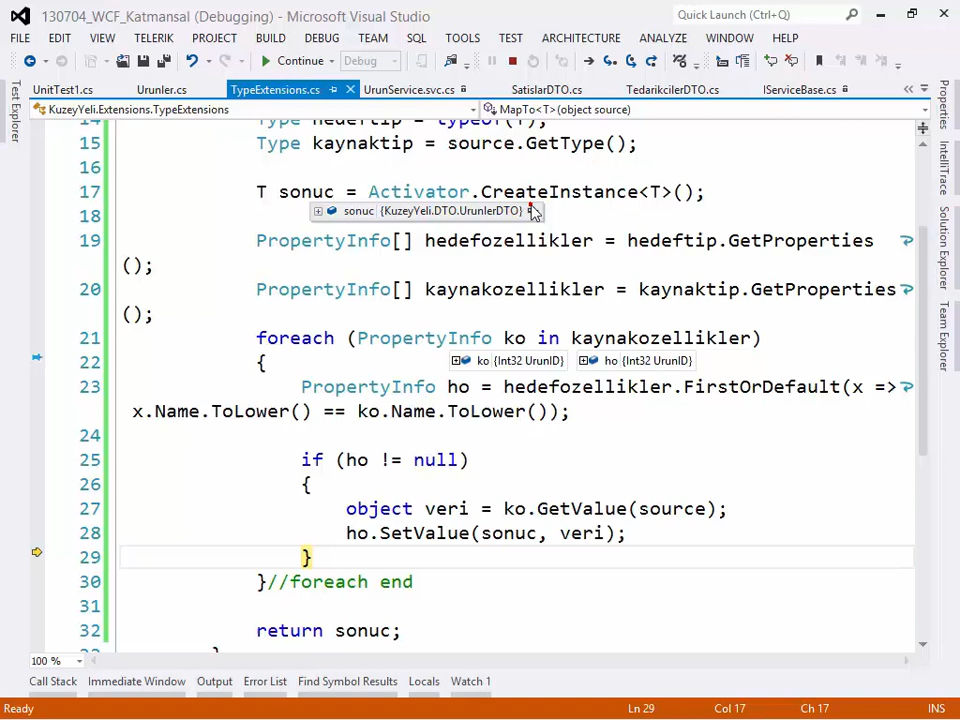 130704_WCF_Katmansal (Debugging) - Microsoft Visual Studio
Quick Launch (Ctrl+Q)
FILE EDIT VIEW TELERIK PROJECT BUILD DEBUG TEAM SQL TOOLS TEST ARCHITECTURE ANALYZE WINDOW HELP
Continue Debug
UnitTest1.cs Urunler.cs TypeExtensions.cs UrunService.svc.cs SatislarDTO.cs TedarikcilerDTO.cs IServiceBase.cs
KuzeyYeli.Extensions.TypeExtensions MapTo<T>(object source)
14 Type hedeftip = typeof(T);
15 Type kaynaktip = source.GetType();
16
17 T sonuc = Activator.CreateInstance<T>();
sonuc {KuzeyYeli.DTO.UrunlerDTO}
18
19 PropertyInfo[] hedefozellikler = hedeftip.GetProperties
();
20 PropertyInfo[] kaynakozellikler = kaynaktip.GetProperties
();
21 foreach (PropertyInfo ko in kaynakozellikler)
ko {Int32 UrunID} ho {Int32 UrunID}
22 {
23 PropertyInfo ho = hedefozellikler.FirstOrDefault(x =>
x.Name.ToLower() == ko.Name.ToLower());
24
25 if (ho != null)
26 {
27 object veri = ko.GetValue(source);
28 ho.SetValue(sonuc, veri);
29 }
30 }//foreach end
31
32 return sonuc;
}
100 %
Call Stack Immediate Window Output Error List Find Symbol Results Locals Watch 1
Ready Ln 29 Col 17 Ch 17 INS
Test Explorer
Properties
IntelliTrace
Solution Explorer
Team Explorer